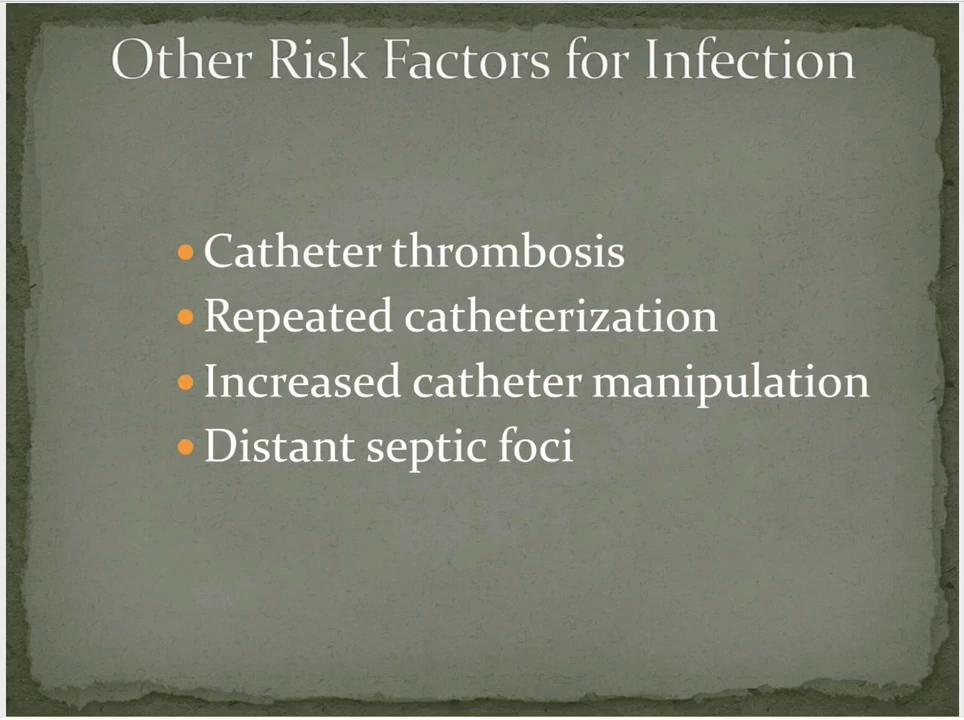 Other Risk Factors for Infection
• Catheter thrombosis
• Repeated catheterization
• Increased catheter manipulation
• Distant septic foci